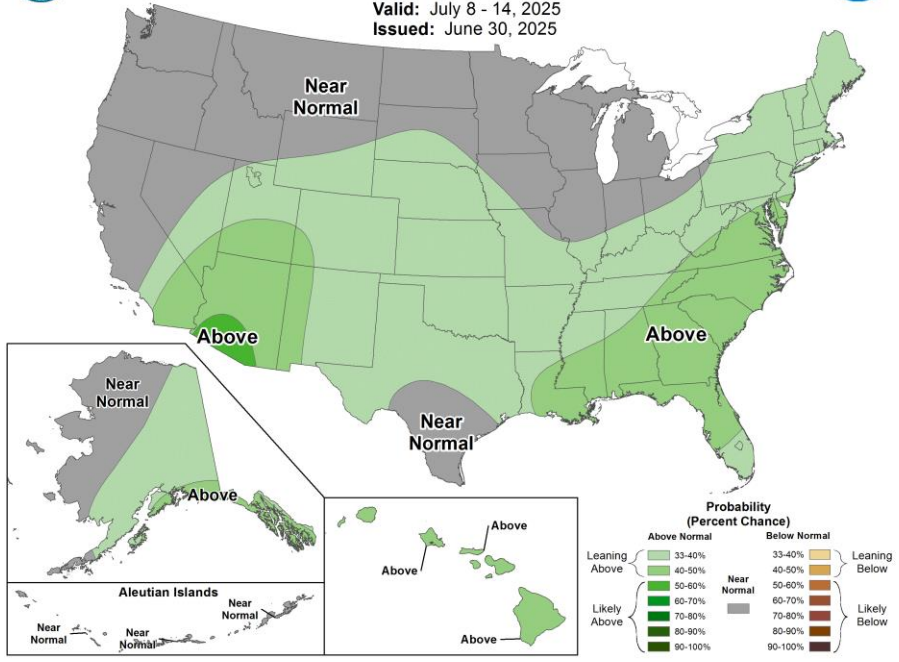 Valid: July 8 - 14, 2025
Issued: June 30, 2025
Near
Normal
Above
Above
Near
Normal
Near
Normal
Above
Aleutian Islands
Near
Normal
Near
Normal
Near
Normal
Above
Above
Above
Probability
(Percent Chance)
Above Normal
Below Normal
Leaning
Above
33-40%
40-50%
Likely
Above
50-60%
60-70%
70-80%
80-90%
90-100%
Near
Normal
33-40%
40-50%
Leaning
Below
50-60%
60-70%
70-80%
80-90%
90-100%
Likely
Below